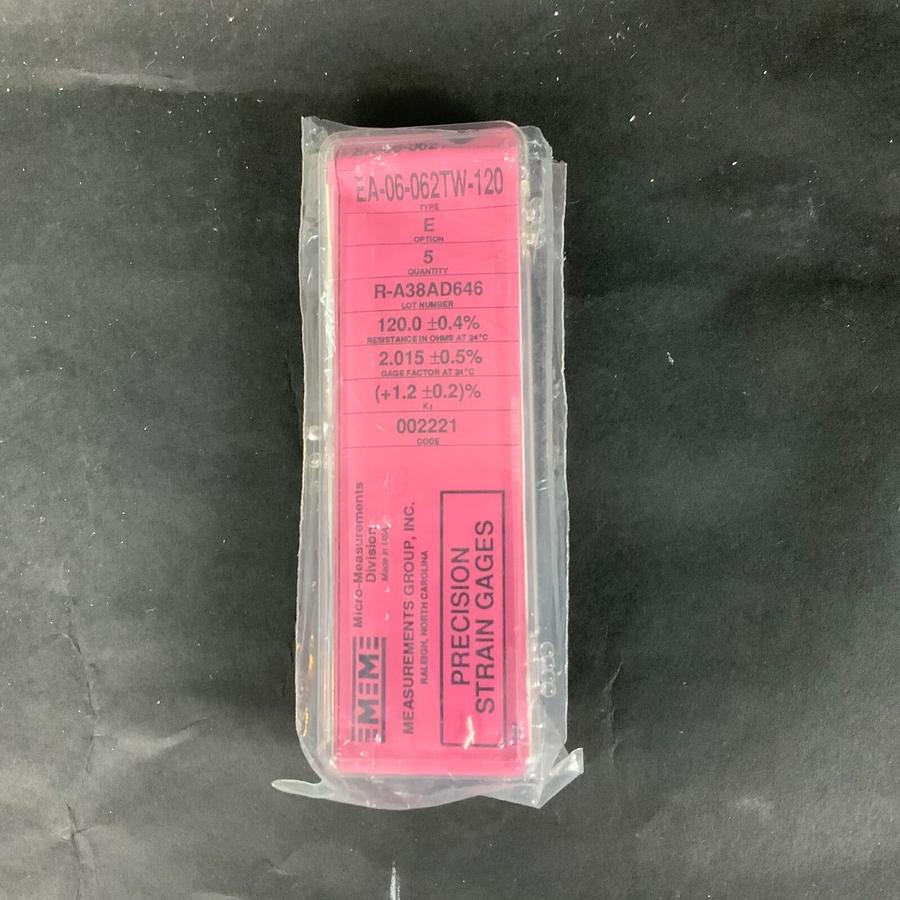 EA-06-062TW-120
TYPE
E
OPTION
5
QUANTITY
R-A38AD646
LOT NUMBER
120.0 ±0.4%
RESISTANCE IN OHMS AT 24°C
2.015 ±0.5%
GAGE FACTOR AT 24°C
(+1.2 ±0.2)%
Kt
002221
CODE
Micro-Measurements
Division
Made in USA
MEASUREMENTS GROUP, INC.
RALEIGH, NORTH CAROLINA
PRECISION
STRAIN GAGES